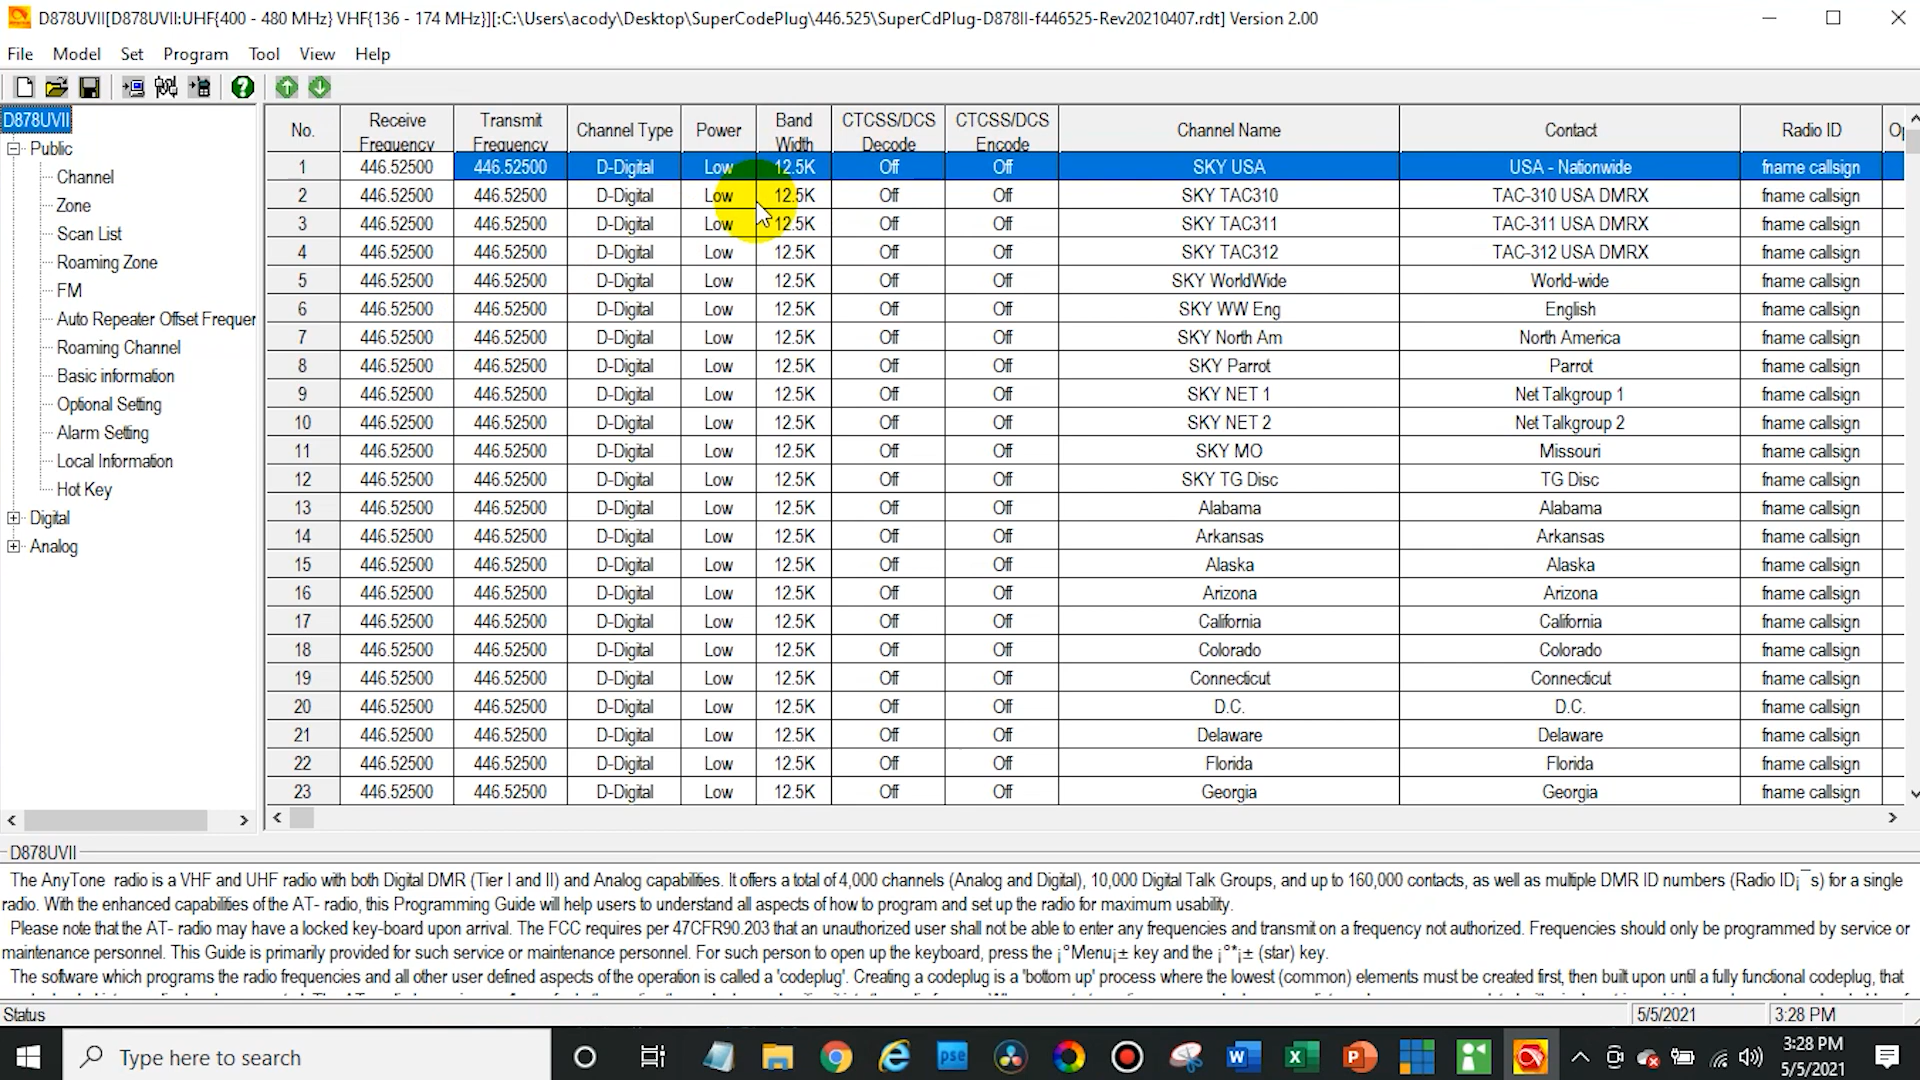 D878UVII[D878UVII:UHF{400 - 480 MHz} VHF{136 - 174 MHz}][:C:\Users\acody\Desktop\SuperCodePlug\446.525\SuperCdPlug-D878II-f446525-Rev20210407.rdt] Version 2.00
File Model Set Program Tool View Help
D878UVII
Public
Channel
Zone
Scan List
Roaming Zone
FM
Auto Repeater Offset Frequer
Roaming Channel
Basic information
Optional Setting
Alarm Setting
Local Information
Hot Key
Digital
Analog
No. Receive Frequency Transmit Frequency Channel Type Power Band Width CTCSS/DCS Decode CTCSS/DCS Encode Channel Name Contact Radio ID
1 446.52500 446.52500 D-Digital Low 12.5K Off Off SKY USA USA - Nationwide fname callsign
2 446.52500 446.52500 D-Digital Low 12.5K Off Off SKY TAC310 TAC-310 USA DMRX fname callsign
3 446.52500 446.52500 D-Digital Low 12.5K Off Off SKY TAC311 TAC-311 USA DMRX fname callsign
4 446.52500 446.52500 D-Digital Low 12.5K Off Off SKY TAC312 TAC-312 USA DMRX fname callsign
5 446.52500 446.52500 D-Digital Low 12.5K Off Off SKY WorldWide World-wide fname callsign
6 446.52500 446.52500 D-Digital Low 12.5K Off Off SKY WW Eng English fname callsign
7 446.52500 446.52500 D-Digital Low 12.5K Off Off SKY North Am North America fname callsign
8 446.52500 446.52500 D-Digital Low 12.5K Off Off SKY Parrot Parrot fname callsign
9 446.52500 446.52500 D-Digital Low 12.5K Off Off SKY NET 1 Net Talkgroup 1 fname callsign
10 446.52500 446.52500 D-Digital Low 12.5K Off Off SKY NET 2 Net Talkgroup 2 fname callsign
11 446.52500 446.52500 D-Digital Low 12.5K Off Off SKY MO Missouri fname callsign
12 446.52500 446.52500 D-Digital Low 12.5K Off Off SKY TG Disc TG Disc fname callsign
13 446.52500 446.52500 D-Digital Low 12.5K Off Off Alabama Alabama fname callsign
14 446.52500 446.52500 D-Digital Low 12.5K Off Off Arkansas Arkansas fname callsign
15 446.52500 446.52500 D-Digital Low 12.5K Off Off Alaska Alaska fname callsign
16 446.52500 446.52500 D-Digital Low 12.5K Off Off Arizona Arizona fname callsign
17 446.52500 446.52500 D-Digital Low 12.5K Off Off California California fname callsign
18 446.52500 446.52500 D-Digital Low 12.5K Off Off Colorado Colorado fname callsign
19 446.52500 446.52500 D-Digital Low 12.5K Off Off Connecticut Connecticut fname callsign
20 446.52500 446.52500 D-Digital Low 12.5K Off Off D.C. D.C. fname callsign
21 446.52500 446.52500 D-Digital Low 12.5K Off Off Delaware Delaware fname callsign
22 446.52500 446.52500 D-Digital Low 12.5K Off Off Florida Florida fname callsign
23 446.52500 446.52500 D-Digital Low 12.5K Off Off Georgia Georgia fname callsign
D878UVII
The AnyTone radio is a VHF and UHF radio with both Digital DMR (Tier I and II) and Analog capabilities. It offers a total of 4,000 channels (Analog and Digital), 10,000 Digital Talk Groups, and up to 160,000 contacts, as well as multiple DMR ID numbers (Radio ID¡¯s) for a single
radio. With the enhanced capabilities of the AT- radio, this Programming Guide will help users to understand all aspects of how to program and set up the radio for maximum usability.
Please note that the AT- radio may have a locked key-board upon arrival. The FCC requires per 47CFR90.203 that an unauthorized user shall not be able to enter any frequencies and transmit on a frequency not authorized. Frequencies should only be programmed by service or
maintenance personnel. This Guide is primarily provided for such service or maintenance personnel. For such person to open up the keyboard, press the ¡°Menu¡± key and the ¡°*¡± (star) key.
The software which programs the radio frequencies and all other user defined aspects of the operation is called a 'codeplug'. Creating a codeplug is a 'bottom up' process where the lowest (common) elements must be created first, then built upon until a fully functional codeplug, that
Status 5/5/2021 3:28 PM
Type here to search
3:28 PM
5/5/2021